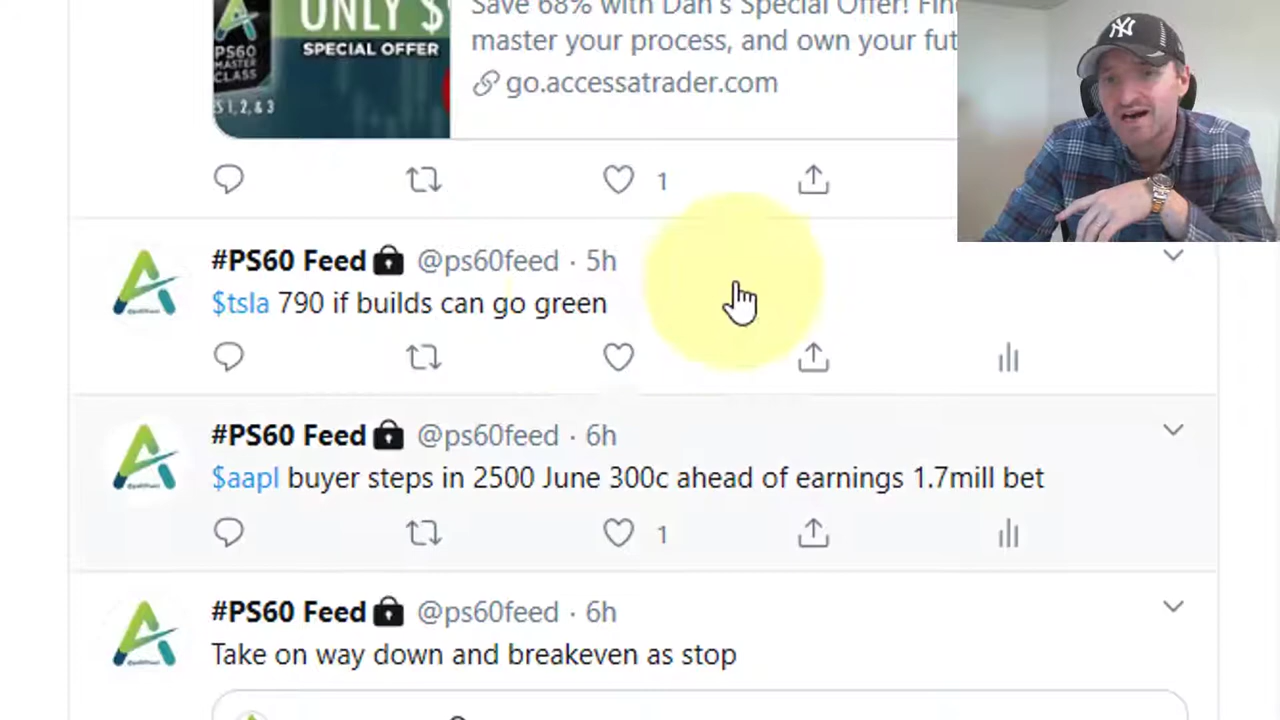 ONLY $
SPECIAL OFFER
PS60
MASTER
CLASS
S 1, 2, & 3
Save 68% with Dan's Special Offer!
master your process, and own your fut
go.accessatrader.com
1
#PS60 Feed @ps60feed · 5h
$tsla 790 if builds can go green
#PS60 Feed @ps60feed · 6h
$aapl buyer steps in 2500 June 300c ahead of earnings 1.7mill bet
1
#PS60 Feed @ps60feed · 6h
Take on way down and breakeven as stop